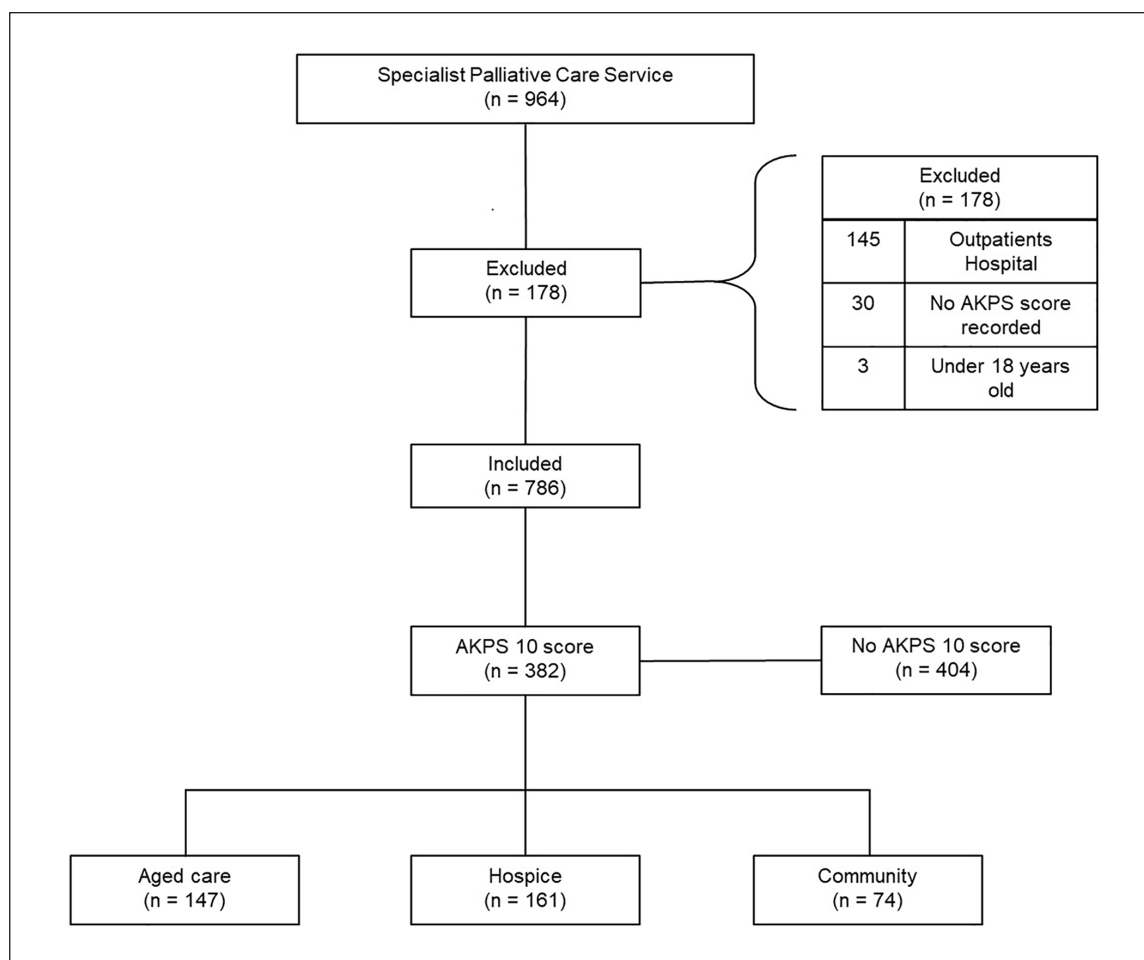 Specialist Palliative Care Service
(n = 964)
Excluded
(n = 178)
Excluded
(n = 178)
145
Outpatients
Hospital
30
No AKPS score
recorded
3
Under 18 years
old
Included
(n = 786)
AKPS 10 score
(n = 382)
No AKPS 10 score
(n = 404)
Aged care
(n = 147)
Hospice
(n = 161)
Community
(n = 74)